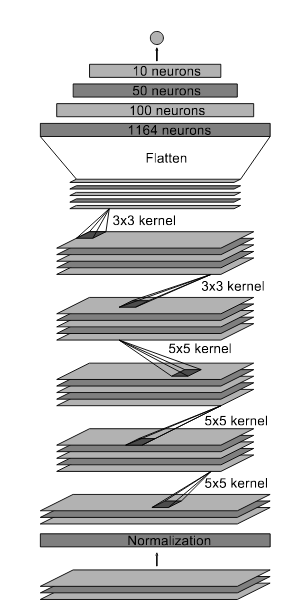 10 neurons
50 neurons
100 neurons
1164 neurons
Flatten
3x3 kernel
3x3 kernel
5x5 kernel
5x5 kernel
5x5 kernel
Normalization